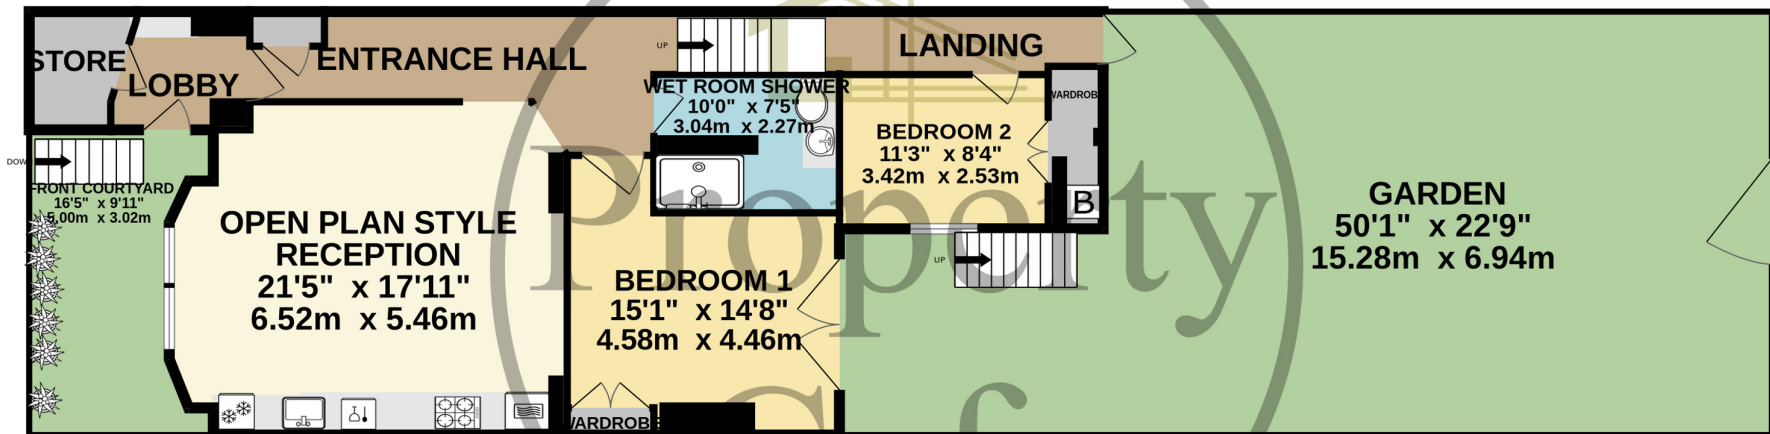 STORE
LOBBY
ENTRANCE HALL
UP
LANDING
WET ROOM SHOWER
10'0" x 7'5"
3.04m x 2.27m
WARDROB
BEDROOM 2
11'3" x 8'4"
3.42m x 2.53m
B
DOW
FRONT COURTYARD
16'5" x 9'11"
5.00m x 3.02m
OPEN PLAN STYLE
RECEPTION
21'5" x 17'11"
6.52m x 5.46m
BEDROOM 1
15'1" x 14'8"
4.58m x 4.46m
WARDROBE
UP
GARDEN
50'1" x 22'9"
15.28m x 6.94m
Property